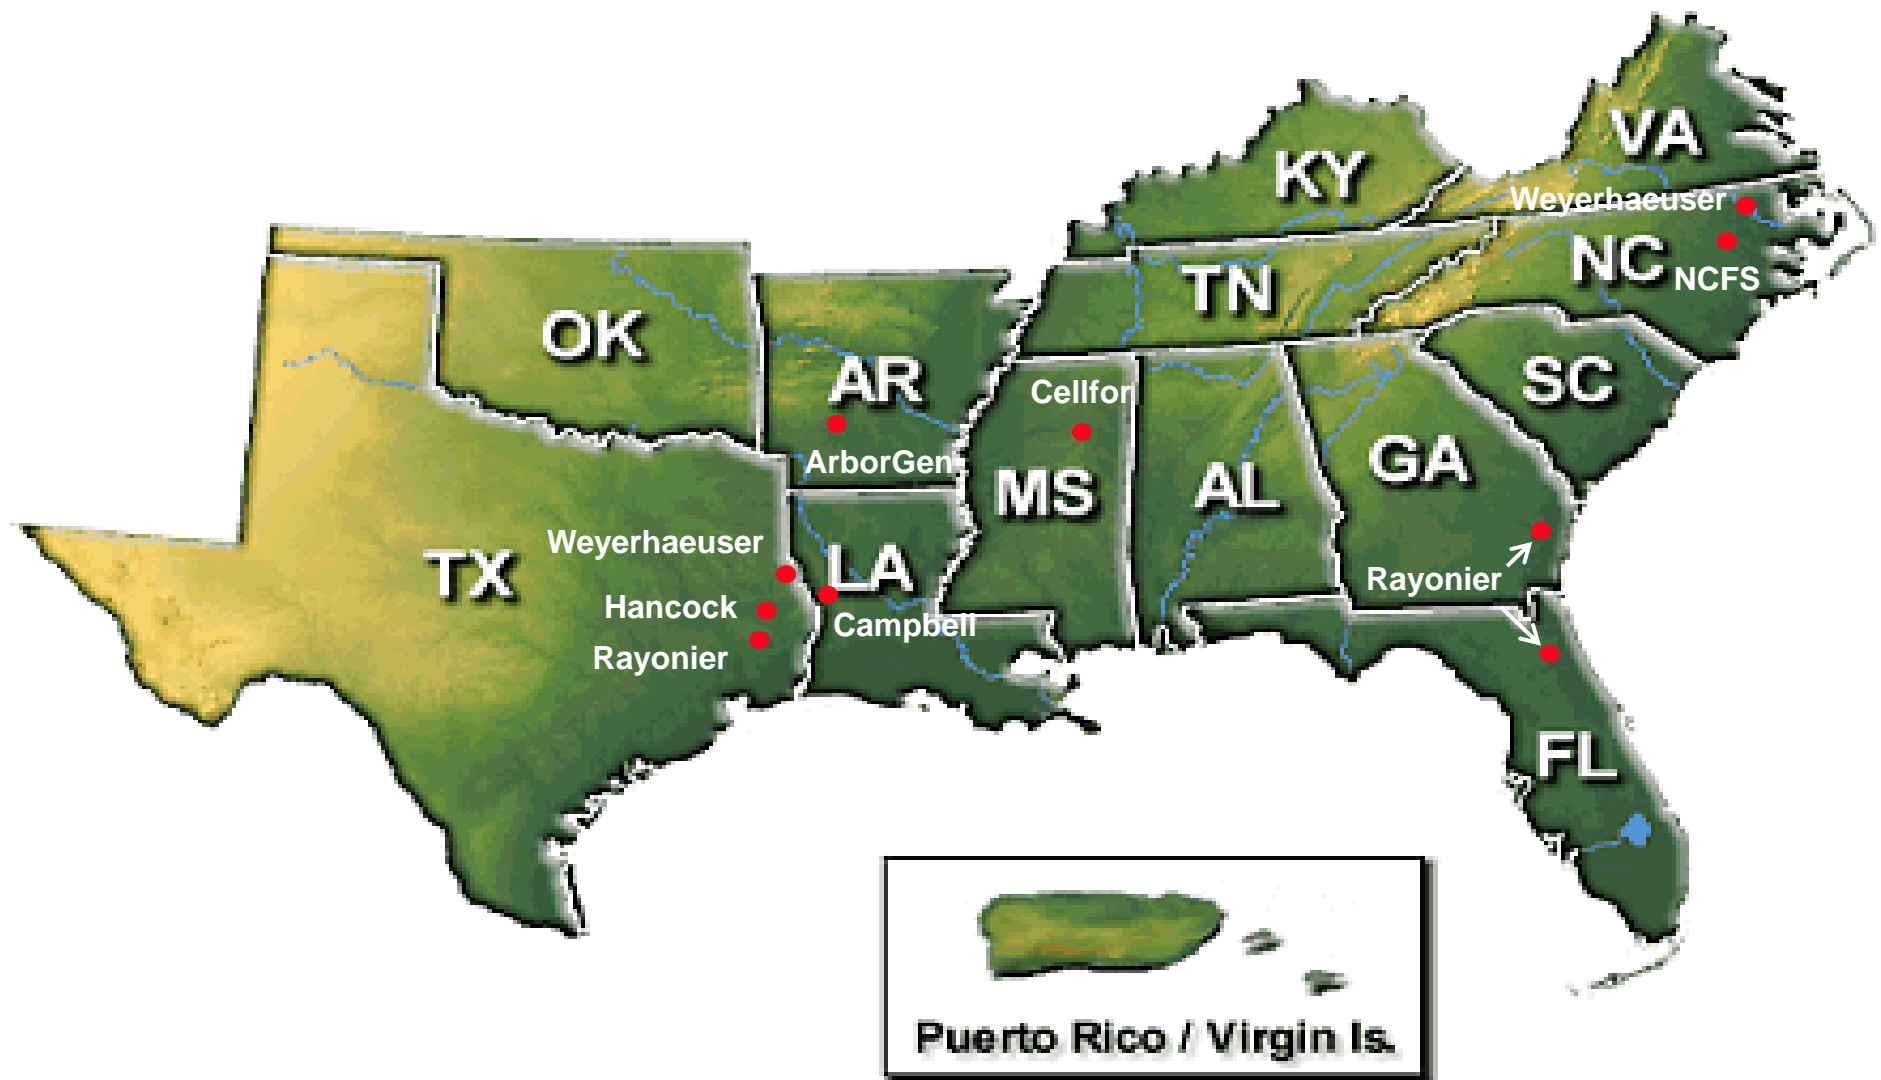 VA
KY
Weyerhaeuser
NC
NCFS
TN
OK
AR
SC
Cellfor
ArborGen
GA
MS
AL
Weyerhaeuser
TX
LA
Rayonier
Hancock
Campbell
Rayonier
FL
Puerto Rico / Virgin Is.